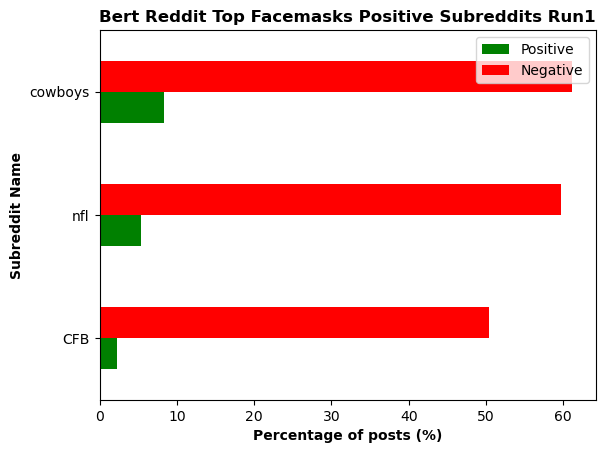 Bert Reddit Top Facemasks Positive Subreddits Run1
Positive
Negative
cowboys
nfl
CFB
Subreddit Name
0 10 20 30 40 50 60
Percentage of posts (%)